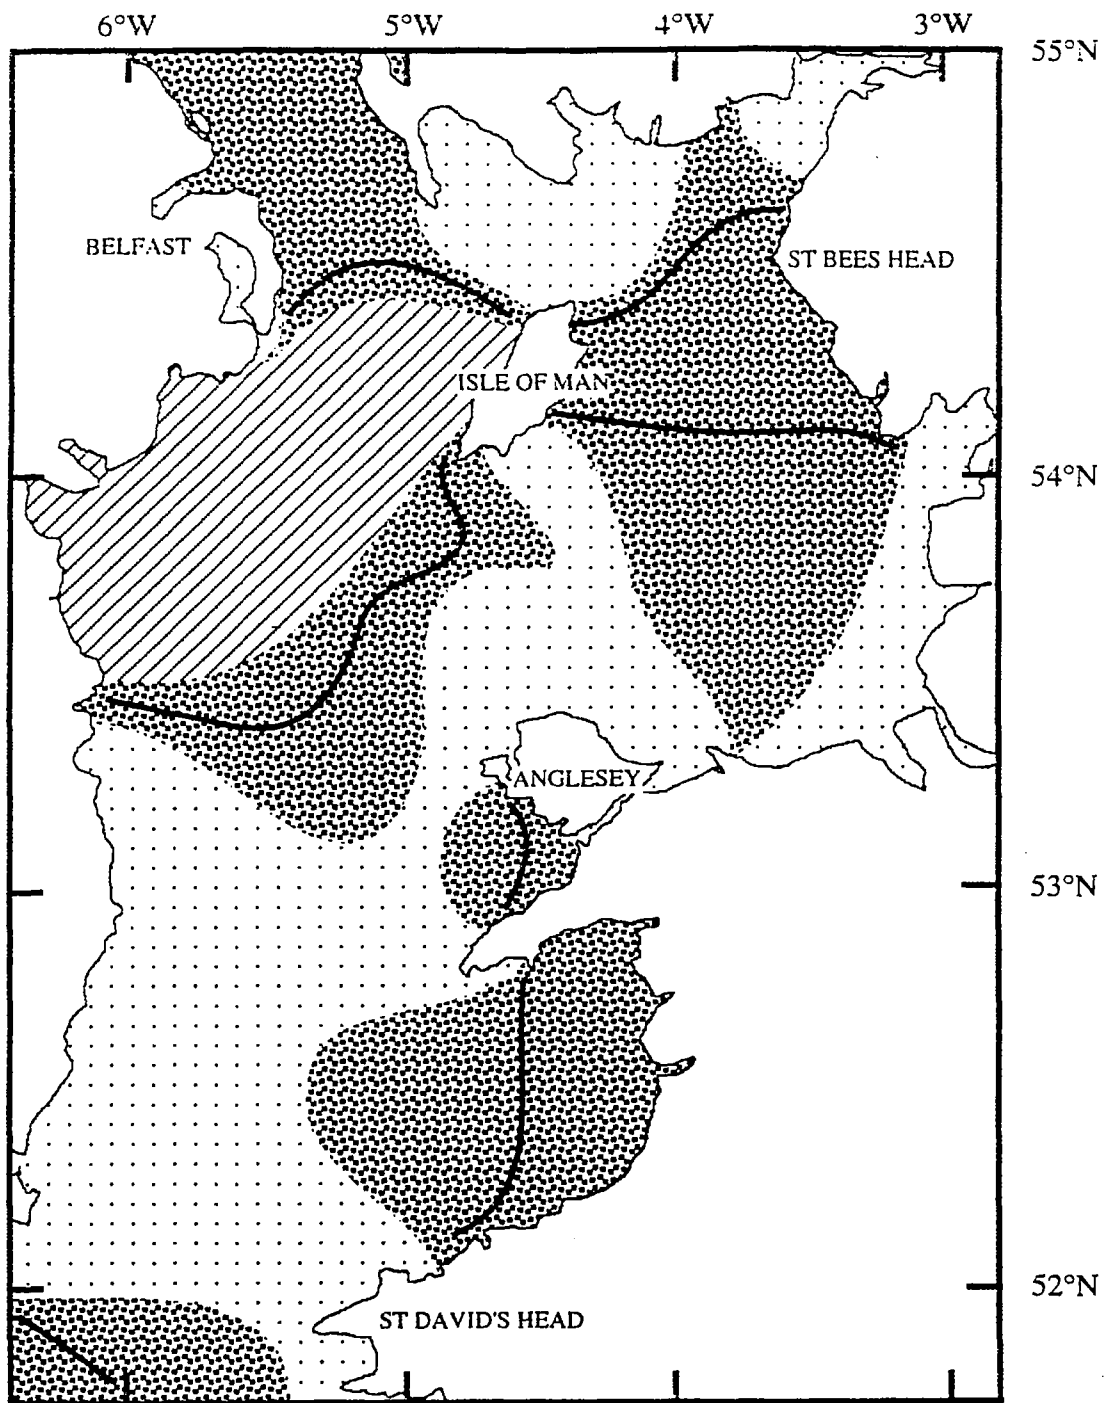 6°W 5°W 4°W 3°W
55°N
BELFAST
ST BEES HEAD
ISLE OF MAN
54°N
ANGLESEY
53°N
52°N
ST DAVID'S HEAD